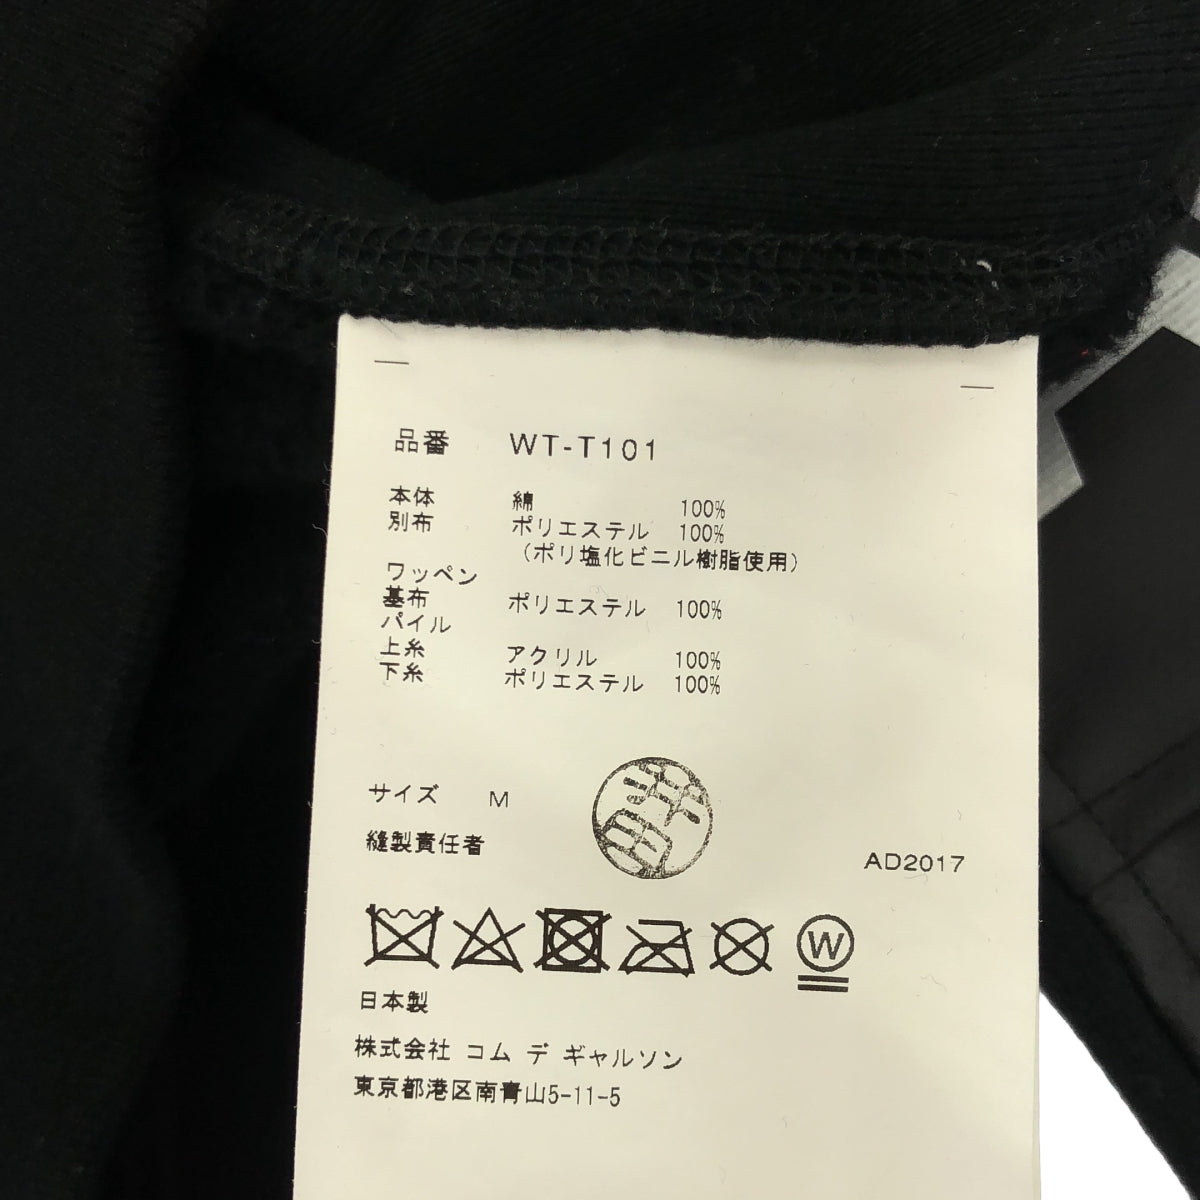 品番 WT-T101
本体 綿 100%
別布 ポリエステル 100%
(ポリ塩化ビニル樹脂使用)
ワッペン
基布 ポリエステル 100%
パイル
上糸 アクリル 100%
下糸 ポリエステル 100%
サイズ M
縫製責任者
AD2017
W
日本製
株式会社 コム デ ギャルソン
東京都港区南青山5-11-5